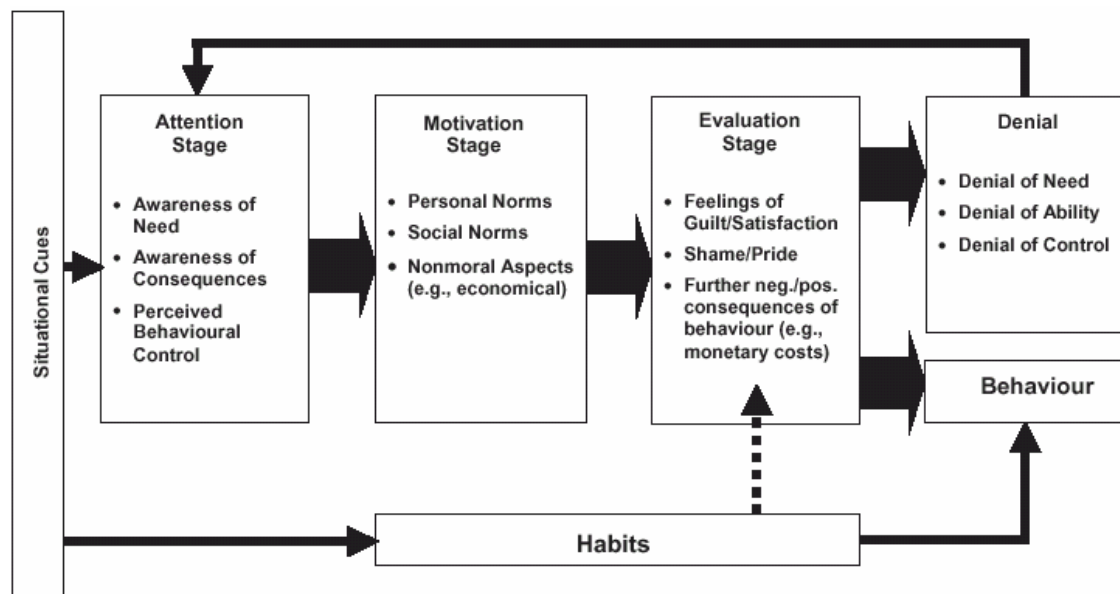 Situational Cues
Attention
Stage
• Awareness of
Need
• Awareness of
Consequences
• Perceived
Behavioural
Control
Motivation
Stage
• Personal Norms
• Social Norms
• Nonmoral Aspects
(e.g., economical)
Evaluation
Stage
• Feelings of
Guilt/Satisfaction
• Shame/Pride
• Further neg./pos.
consequences of
behaviour (e.g.,
monetary costs)
Denial
• Denial of Need
• Denial of Ability
• Denial of Control
Behaviour
Habits